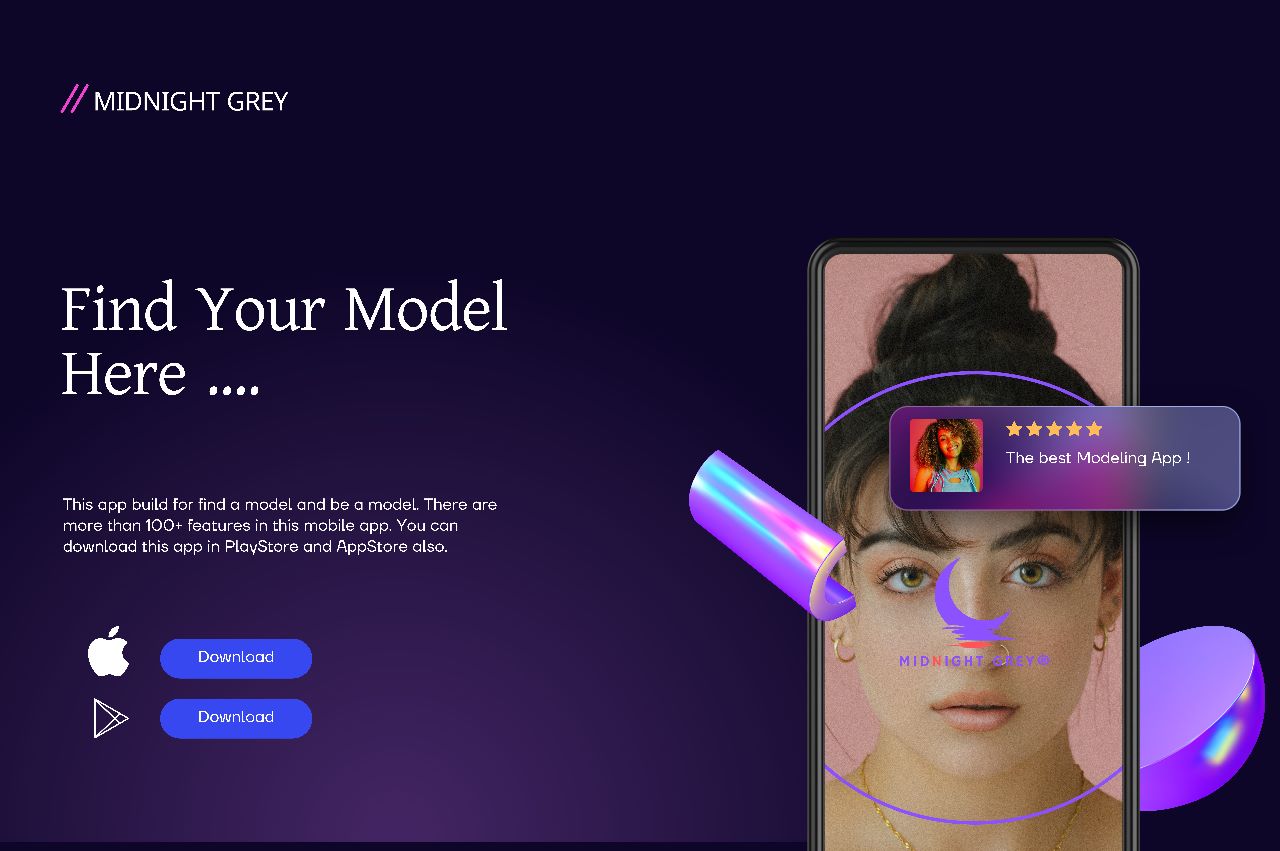 // MIDNIGHT GREY
Find Your Model
Here ....
This app build for find a model and be a model. There are
more than 100+ features in this mobile app. You can
download this app in PlayStore and AppStore also.
Download
Download
The best Modeling App !
MIDNIGHT GREY®